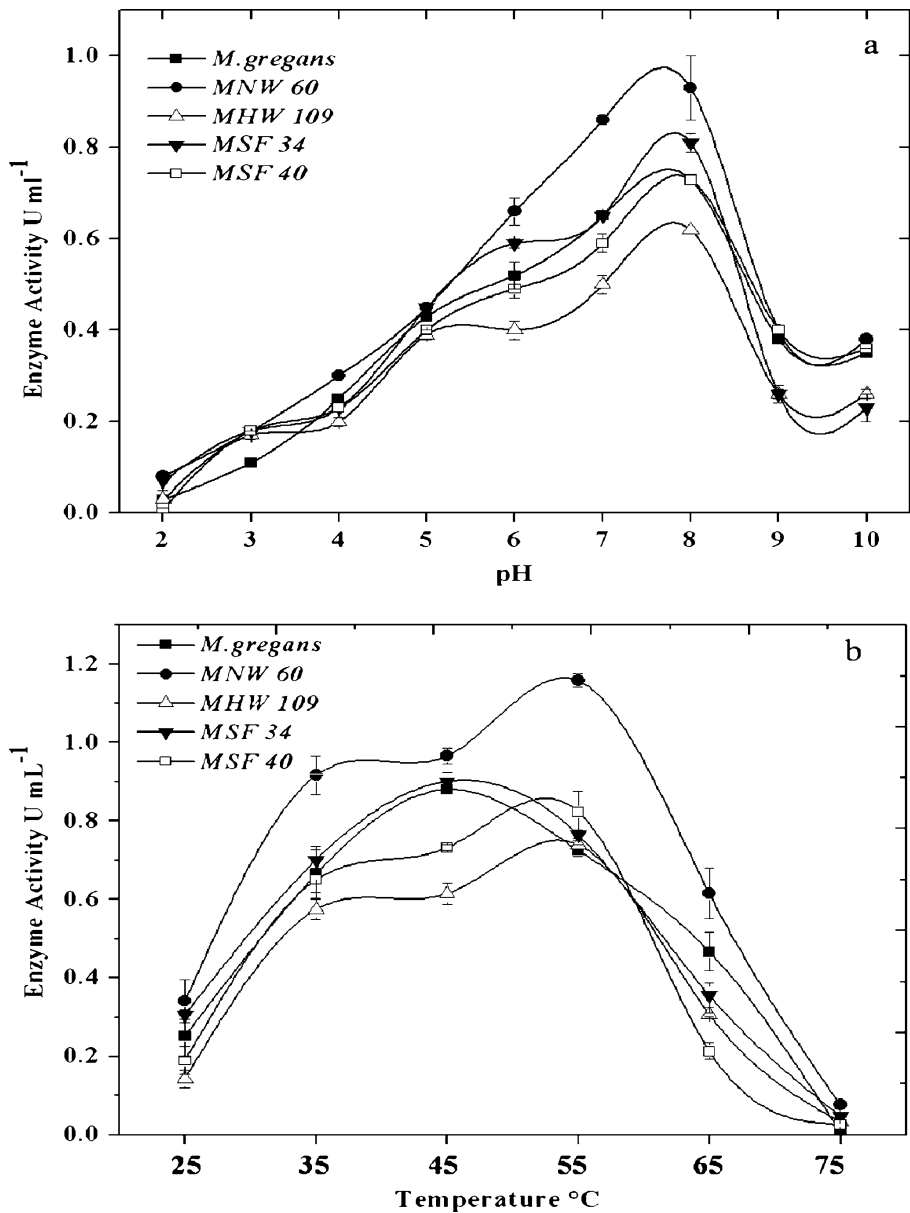 a
M.gregans
MNW 60
MHW 109
MSF 34
MSF 40
Enzyme Activity U ml-1
1.0
0.8
0.6
0.4
0.2
0.0
2 3 4 5 6 7 8 9 10
pH
b
M.gregans
MNW 60
MHW 109
MSF 34
MSF 40
Enzyme Activity U mL-1
1.2
1.0
0.8
0.6
0.4
0.2
0.0
25 35 45 55 65 75
Temperature °C